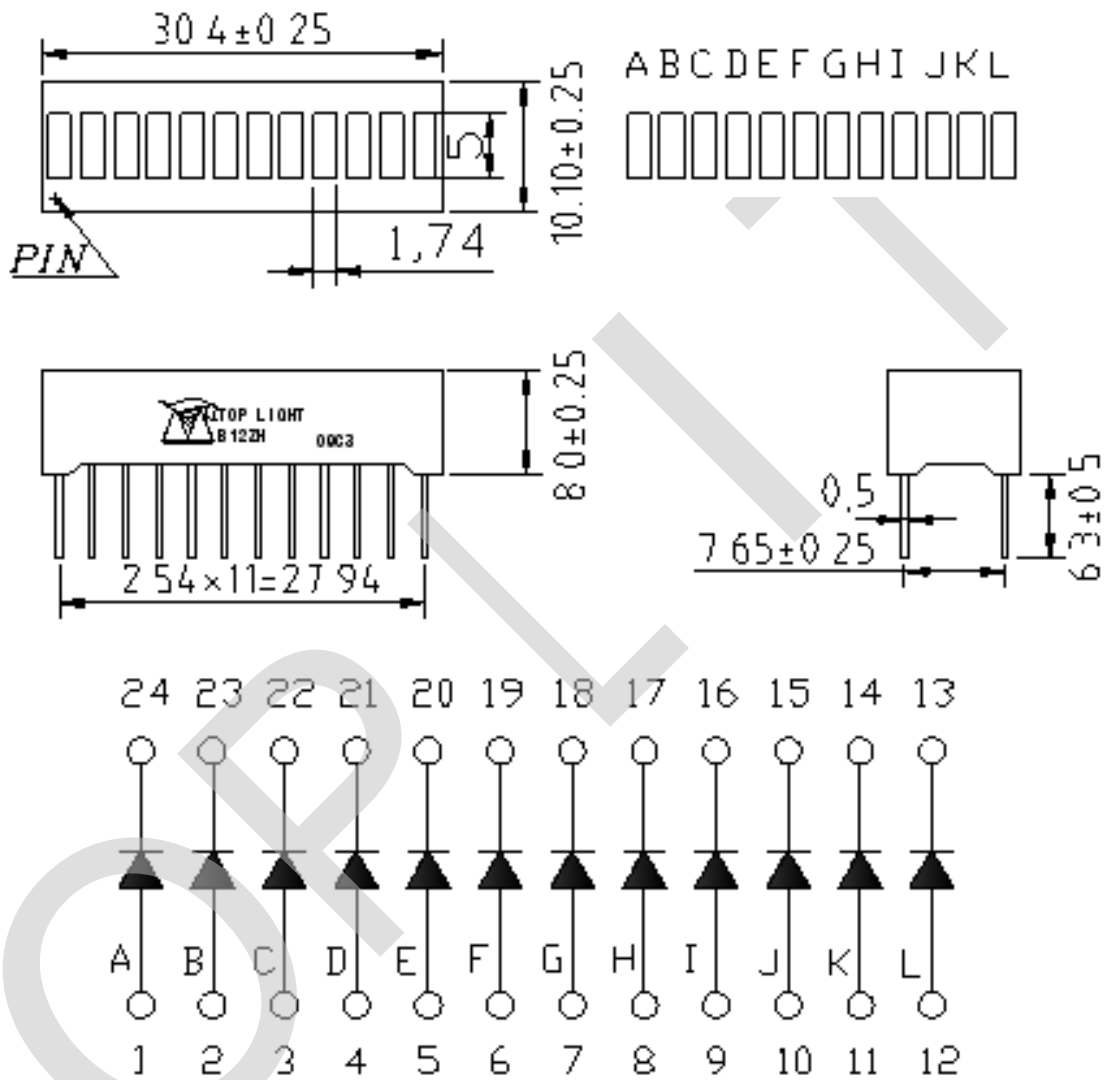 30 4±0 25
A B C D E F G H I J K L
5
10.10±0.25
1,74
PIN
TOP LIGHT
B12ZH 09C3
8 0±0.25
0.5
7 65±0 25
6 3±0 5
2 54×11=27 94
24 23 22 21 20 19 18 17 16 15 14 13
A B C D E F G H I J K L
1 2 3 4 5 6 7 8 9 10 11 12
OPLIT